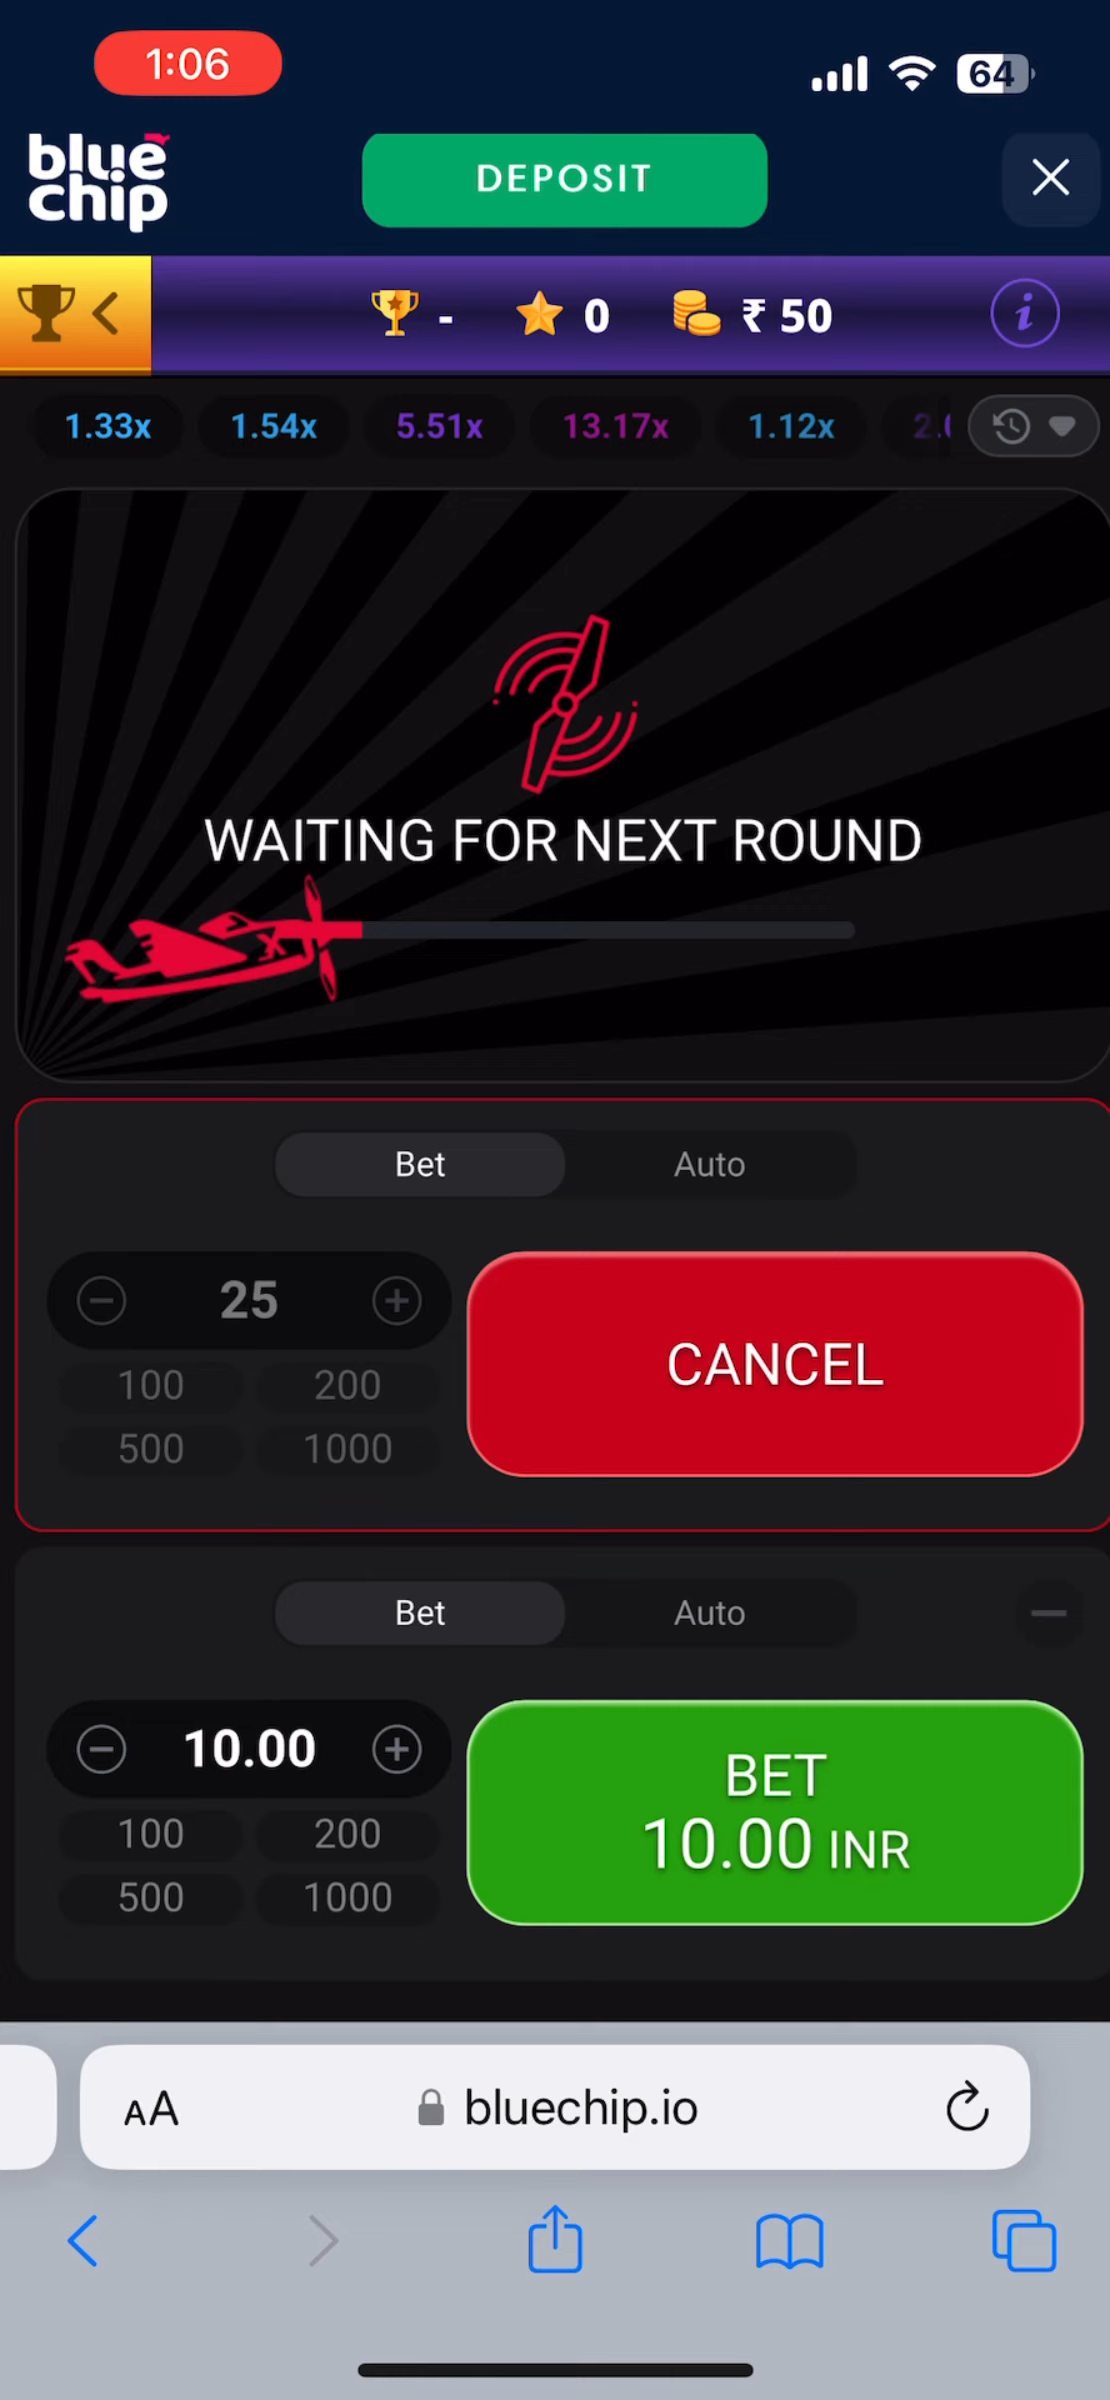 1:06
64
blue
chip
DEPOSIT
- 0 ₹ 50 i
1.33x 1.54x 5.51x 13.17x 1.12x
WAITING FOR NEXT ROUND
Bet Auto
25
CANCEL
100 200
500 1000
Bet Auto
10.00
BET
10.00 INR
100 200
500 1000
AA bluechip.io